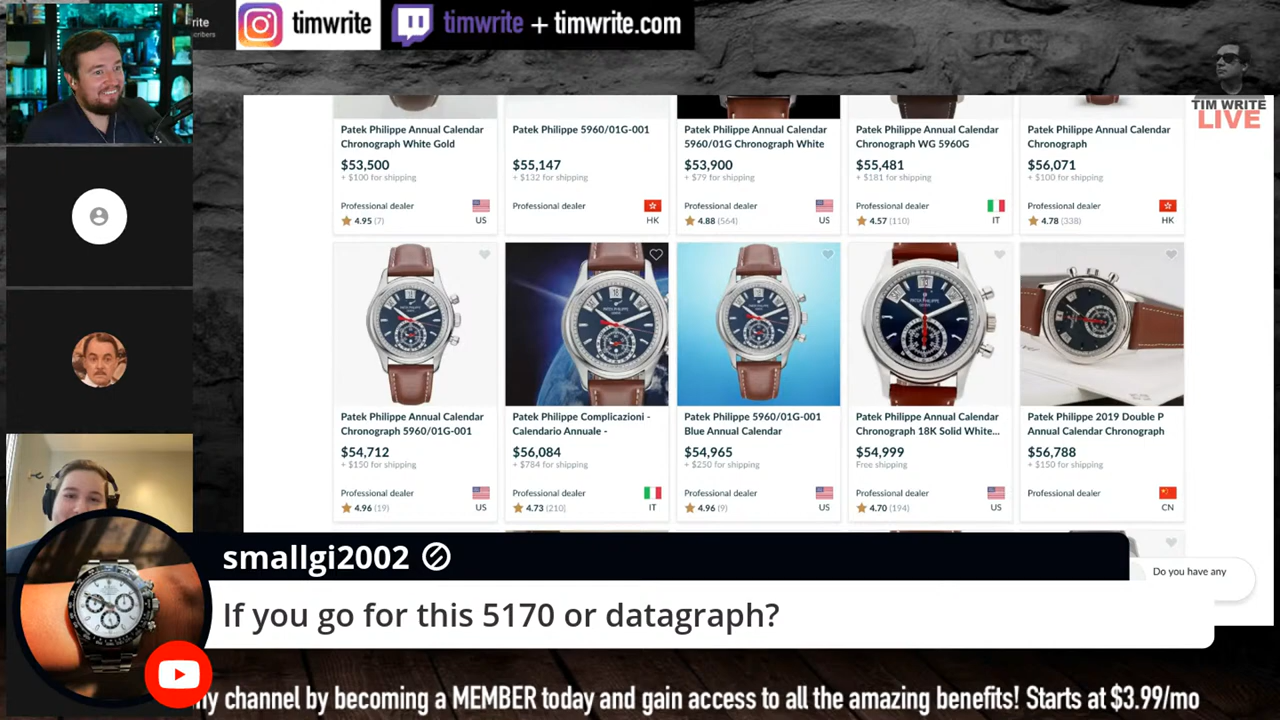 rite
cribers
timwrite
timwrite + timwrite.com
TIM WRITE
LIVE
Patek Philippe Annual Calendar
Chronograph White Gold
$53,500
+ $100 for shipping
Professional dealer
4.95 (7)
US
Patek Philippe 5960/01G-001
$55,147
+ $132 for shipping
Professional dealer
HK
Patek Philippe Annual Calendar
5960/01G Chronograph White
$53,900
+ $79 for shipping
Professional dealer
4.88 (564)
US
Patek Philippe Annual Calendar
Chronograph WG 5960G
$55,481
+ $181 for shipping
Professional dealer
4.57 (110)
IT
Patek Philippe Annual Calendar
Chronograph
$56,071
+ $100 for shipping
Professional dealer
4.78 (338)
HK
Patek Philippe Annual Calendar
Chronograph 5960/01G-001
$54,712
+ $150 for shipping
Professional dealer
4.96 (19)
US
Patek Philippe Complicazioni -
Calendario Annuale -
$56,084
+ $784 for shipping
Professional dealer
4.73 (210)
IT
Patek Philippe 5960/01G-001
Blue Annual Calendar
$54,965
+ $250 for shipping
Professional dealer
4.96 (9)
US
Patek Philippe Annual Calendar
Chronograph 18K Solid White...
$54,999
Free shipping
Professional dealer
4.70 (194)
US
Patek Philippe 2019 Double P
Annual Calendar Chronograph
$56,788
+ $150 for shipping
Professional dealer
CN
Do you have any
smallgi2002
If you go for this 5170 or datagraph?
my channel by becoming a MEMBER today and gain access to all the amazing benefits! Starts at $3.99/mo